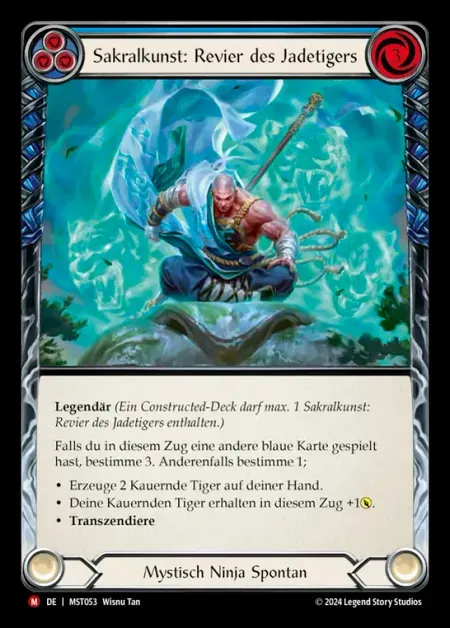 Sakralkunst: Revier des Jadetigers
3
Legendär (Ein Constructed-Deck darf max. 1 Sakralkunst:
Revier des Jadetigers enthalten.)
Falls du in diesem Zug eine andere blaue Karte gespielt
hast, bestimme 3. Anderenfalls bestimme 1;
• Erzeuge 2 Kauernde Tiger auf deiner Hand.
• Deine Kauernden Tiger erhalten in diesem Zug +1.
• Transzendiere
Mystisch Ninja Spontan
M DE | MST053 Wisnu Tan
© 2024 Legend Story Studios